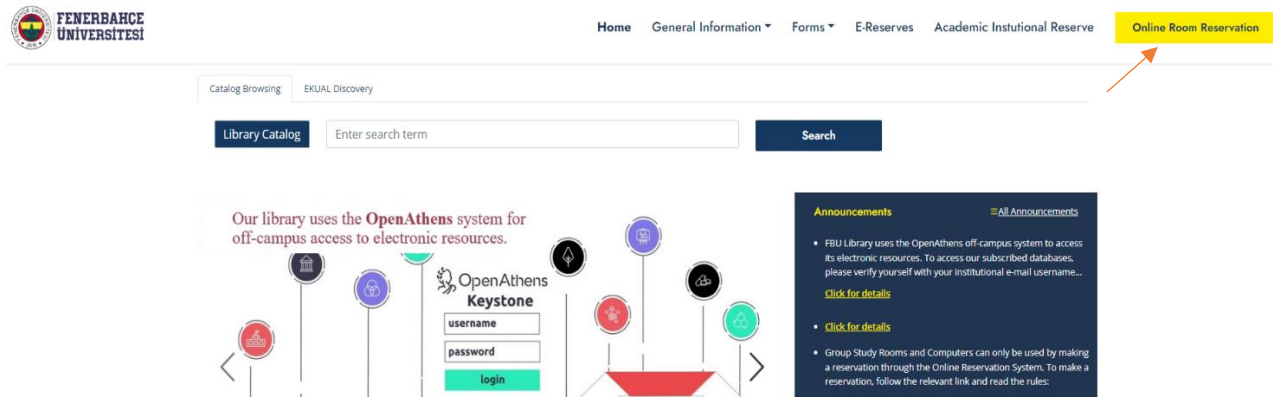 FENERBAHÇE
ÜNİVERSİTESİ
Home General Information Forms E-Reserves Academic Instutional Reserve Online Room Reservation
Catalog Browsing EKUAL Discovery
Library Catalog Enter search term Search
Our library uses the OpenAthens system for
off-campus access to electronic resources.
OpenAthens
Keystone
username
password
login
Announcements All Announcements
FBU Library uses the OpenAthens off-campus system to access
its electronic resources. To access our subscribed databases,
please verify yourself with your institutional e-mail username...
Click for details
Click for details
Group Study Rooms and Computers can only be used by making
a reservation through the Online Reservation System. To make a
reservation, follow the relevant link and read the rules: